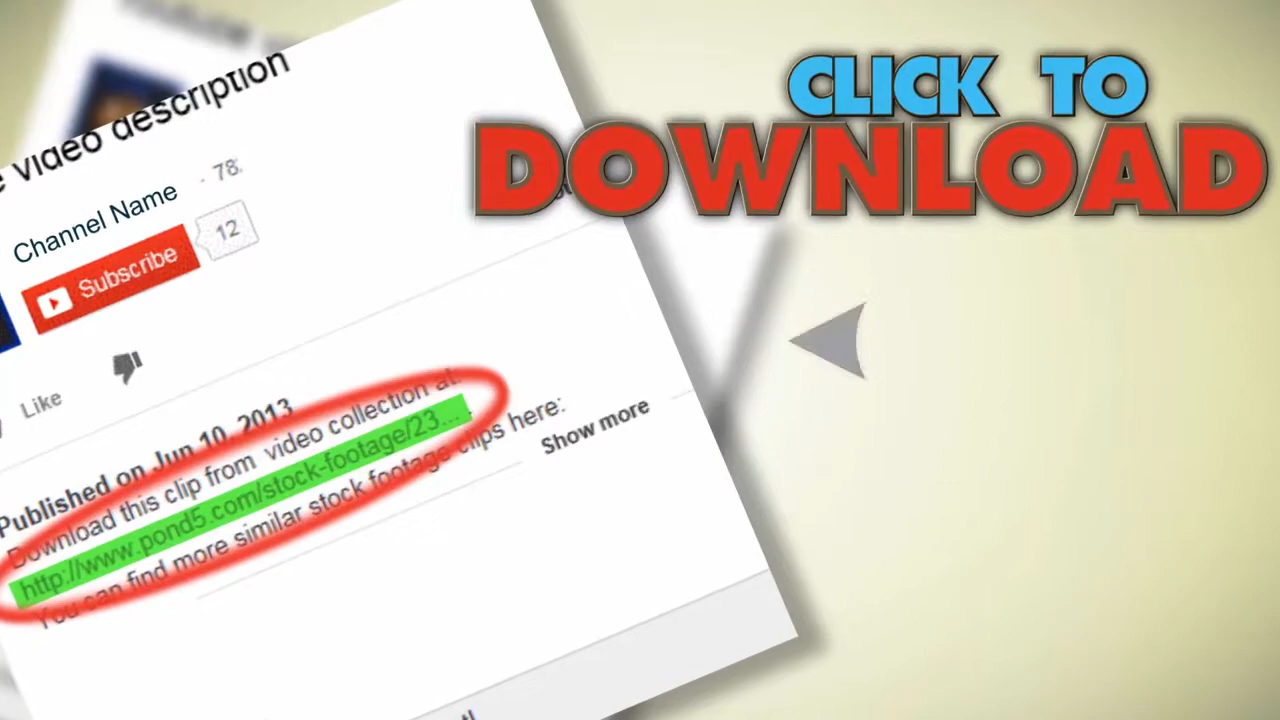 CLICK TO
DOWNLOAD
video description
Channel Name
Subscribe
12
Like
Published on Jun 10, 2013
Download this clip from video collection at:
http://www.pond5.com/stock-footage/23...
You can find more similar stock footage clips here:
Show more